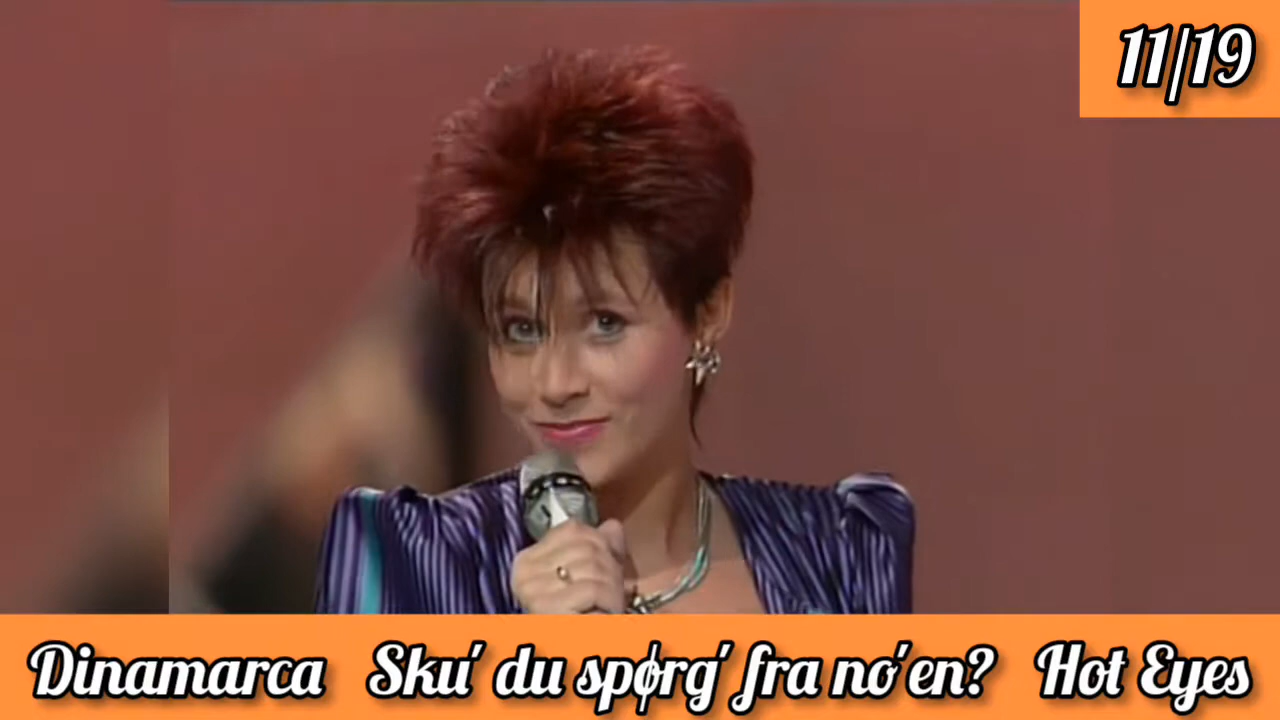 11/19
Dinamarca Sku' du spørg' fra no'en? Hot Eyes